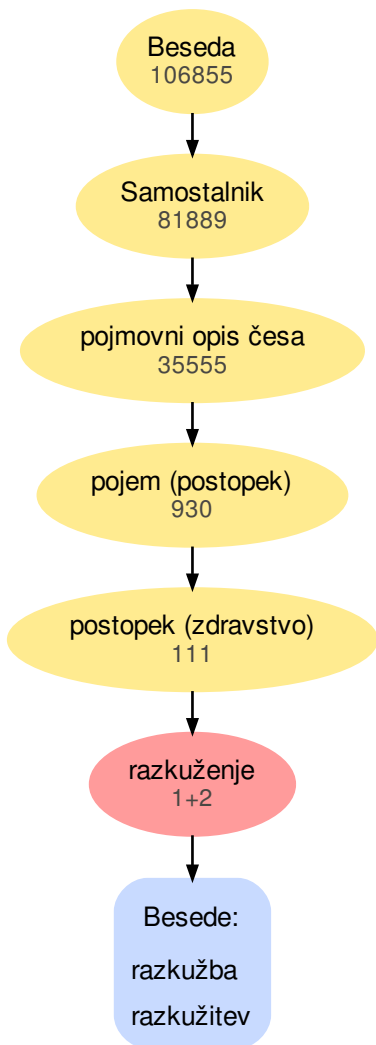 Beseda
106855
Samostalnik
81889
pojmovni opis česa
35555
pojem (postopek)
930
postopek (zdravstvo)
111
razkuženje
1+2
Besede:
razkužba
razkužitev